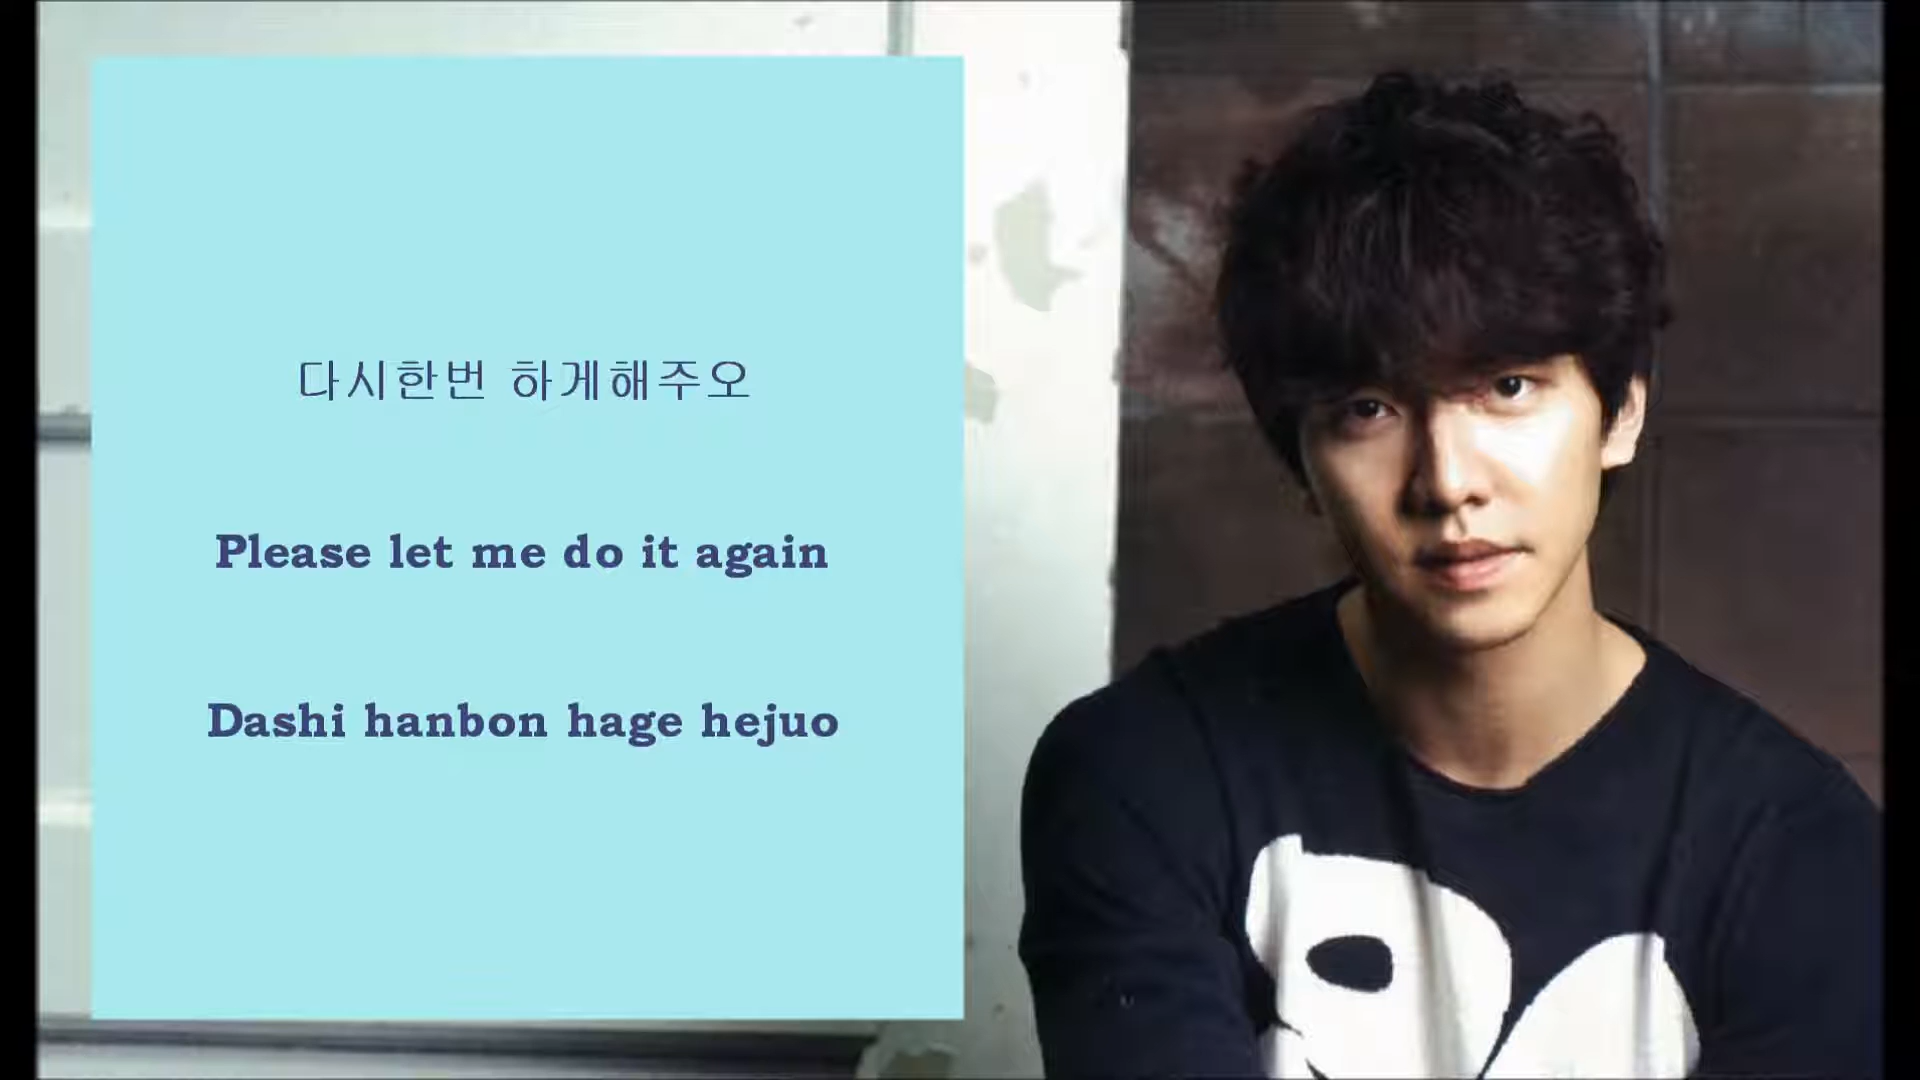 다시한번 하게해주오
Please let me do it again
Dashi hanbon hage hejuo